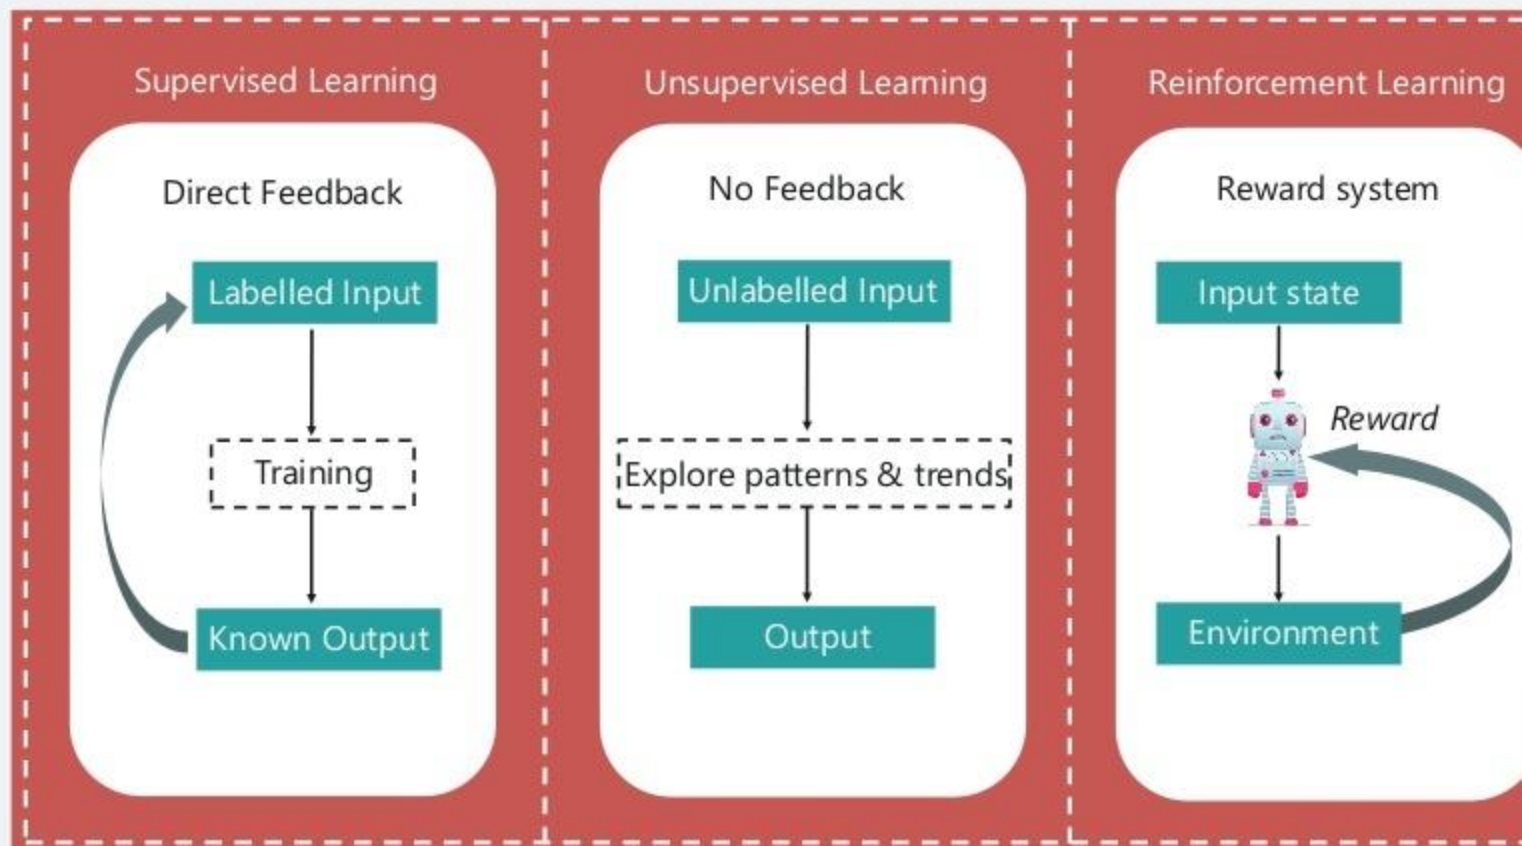 Supervised Learning
Direct Feedback
Labelled Input
Training
Known Output
Unsupervised Learning
No Feedback
Unlabelled Input
Explore patterns & trends
Output
Reinforcement Learning
Reward system
Input state
Reward
Environment